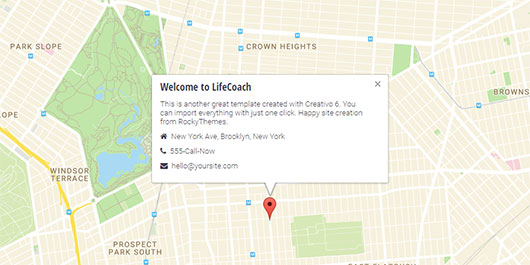 PARK SLOPE
CROWN HEIGHTS
BROWNS
Welcome to LifeCoach
This is another great template created with Creativo 6. You
can import everything with just one click. Happy site creation
from RockyThemes.
New York Ave, Brooklyn, New York
555-Call-Now
hello@yoursite.com
WINDSOR
TERRACE
PROSPECT
PARK SOUTH